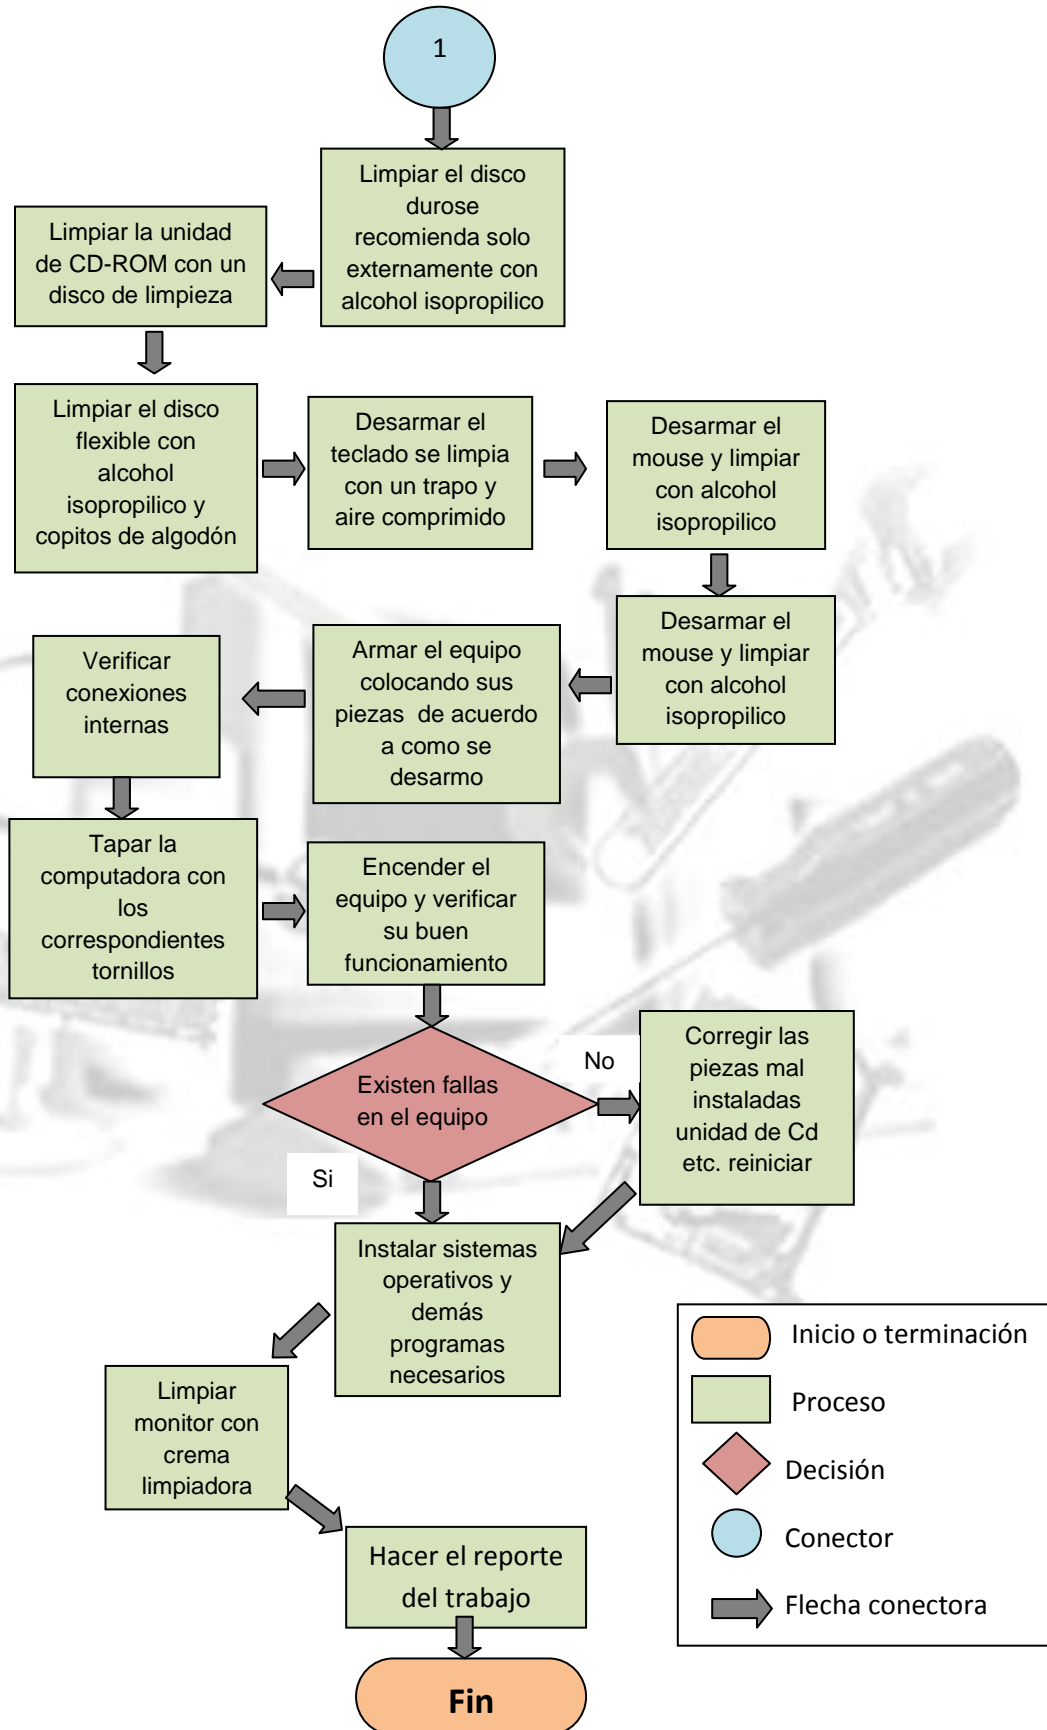 1
Limpiar el disco
durose
recomienda solo
externamente con
alcohol isopropilico
Limpiar la unidad
de CD-ROM con un
disco de limpieza
Limpiar el disco
flexible con
alcohol
isopropilico y
copitos de algodón
Desarmar el
teclado se limpia
con un trapo y
aire comprimido
Desarmar el
mouse y limpiar
con alcohol
isopropilico
Desarmar el
mouse y limpiar
con alcohol
isopropilico
Armar el equipo
colocando sus
piezas  de acuerdo
a como se
desarmo
Verificar
conexiones
internas
Tapar la
computadora con
los
correspondientes
tornillos
Encender el
equipo y verificar
su buen
funcionamiento
Existen fallas
en el equipo
No
Corregir las
piezas mal
instaladas
unidad de Cd
etc. reiniciar
Si
Instalar sistemas
operativos y
demás
programas
necesarios
Limpiar
monitor con
crema
limpiadora
Hacer el reporte
del trabajo
Fin
Inicio o terminación
Proceso
Decisión
Conector
Flecha conectora